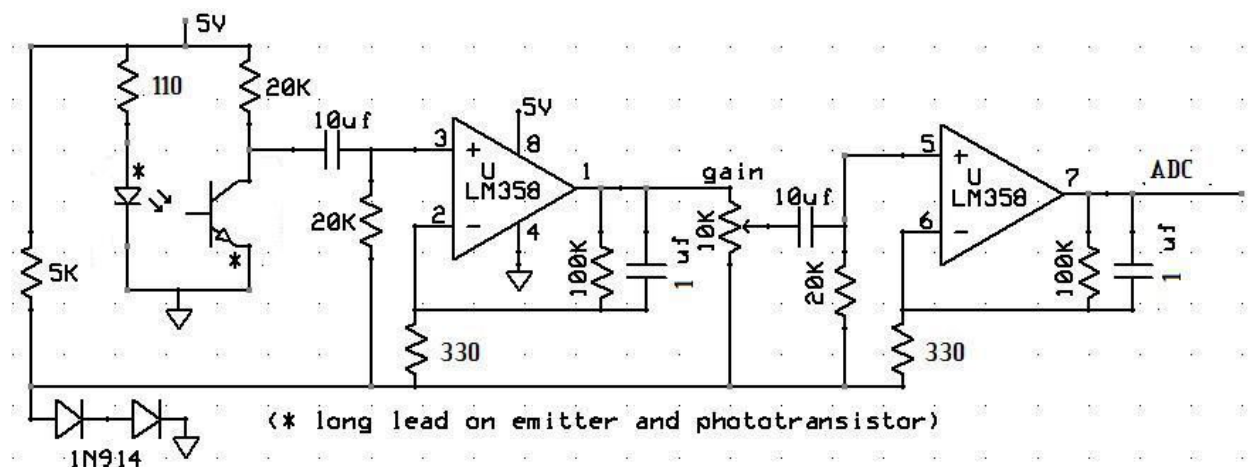 5V
110
20K
10uf
5V
3
+
8
U
LM358
1
2
-
4
20K
5K
*
*
100K
1 uf
gain
10K
10uf
330
20K
5
+
U
LM358
7
6
-
ADC
100K
1 uf
330
(* long lead on emitter and phototransistor)
1N914